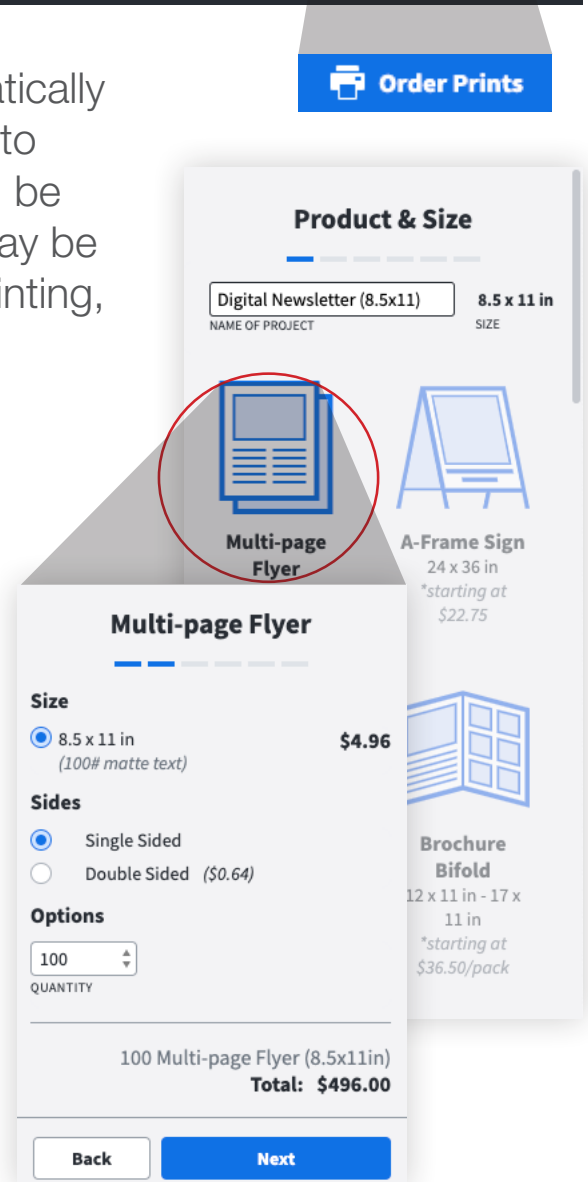 Order Prints
to
be
be
Product & Size
Digital Newsletter (8.5x11)
8.5 x 11 in
NAME OF PROJECT
SIZE
Multi-page
Flyer
A-Frame Sign
24 x 36 in
*starting at
$22.75
Brochure
Bifold
12 x 11 in - 17 x
11 in
*starting at
$36.50/pack
Multi-page Flyer
Size
8.5 x 11 in
$4.96
(100# matte text)
Sides
Single Sided
Double Sided ($0.64)
Options
100
QUANTITY
100 Multi-page Flyer (8.5x11in)
Total: $496.00
Back
Next